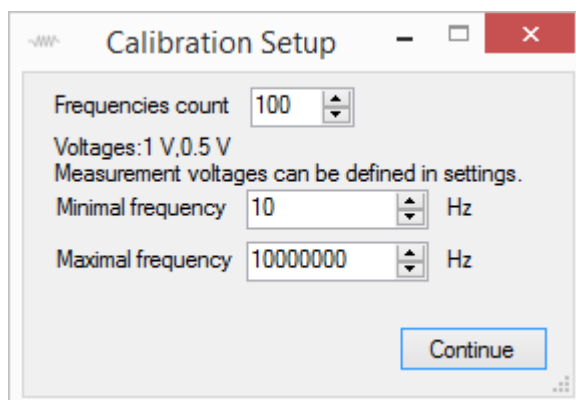 Calibration Setup
Frequencies count 100
Voltages:1 V,0.5 V
Measurement voltages can be defined in settings.
Minimal frequency 10 Hz
Maximal frequency 10000000 Hz
Continue